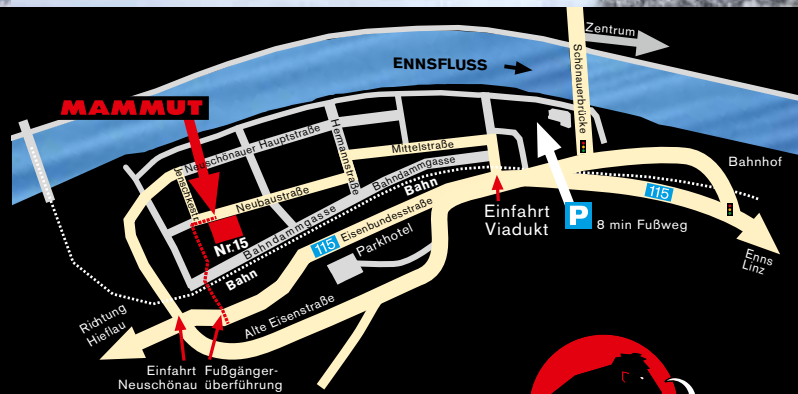 Zentrum
Schönauerbrücke
ENNSFLUSS
MAMMUT
Neuschönauer Hauptstraße
Hermannstraße
Mittelstraße
Bahnhof
Bahndammgasse
Neubaustraße
Bahn
115
Einfahrt
Viadukt
P
8 min Fußweg
Nr.15
Bahndammgasse
115
Eisenbundesstraße
Parkhotel
Bahn
Enns
Linz
Richtung
Hieflau
Alte Eisenstraße
Einfahrt
Neuschönau
Fußgänger-
überführung